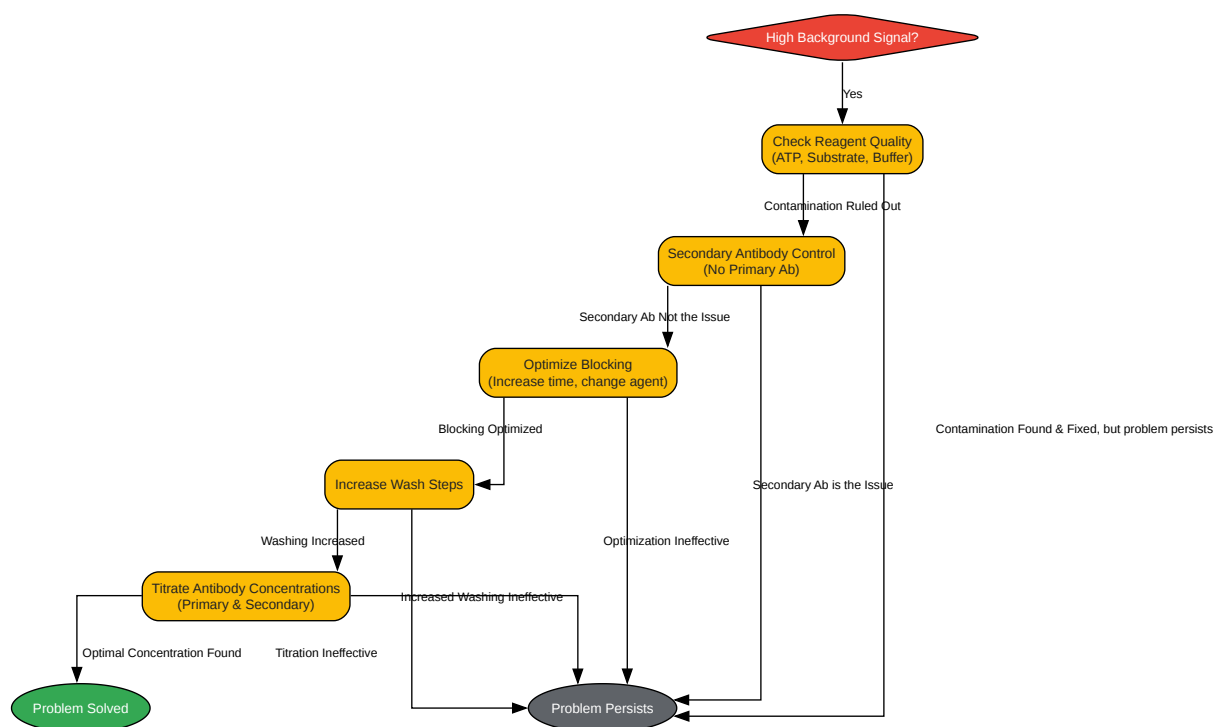 High Background Signal?
Yes
Check Reagent Quality
(ATP, Substrate, Buffer)
Contamination Ruled Out
Secondary Antibody Control
(No Primary Ab)
Secondary Ab Not the Issue
Optimize Blocking
(Increase time, change agent)
Blocking Optimized
Contamination Found & Fixed, but problem persists
Increase Wash Steps
Secondary Ab is the Issue
Washing Increased
Optimization Ineffective
Titrate Antibody Concentrations
(Primary & Secondary)
Increased Washing Ineffective
Optimal Concentration Found
Titration Ineffective
Problem Solved
Problem Persists